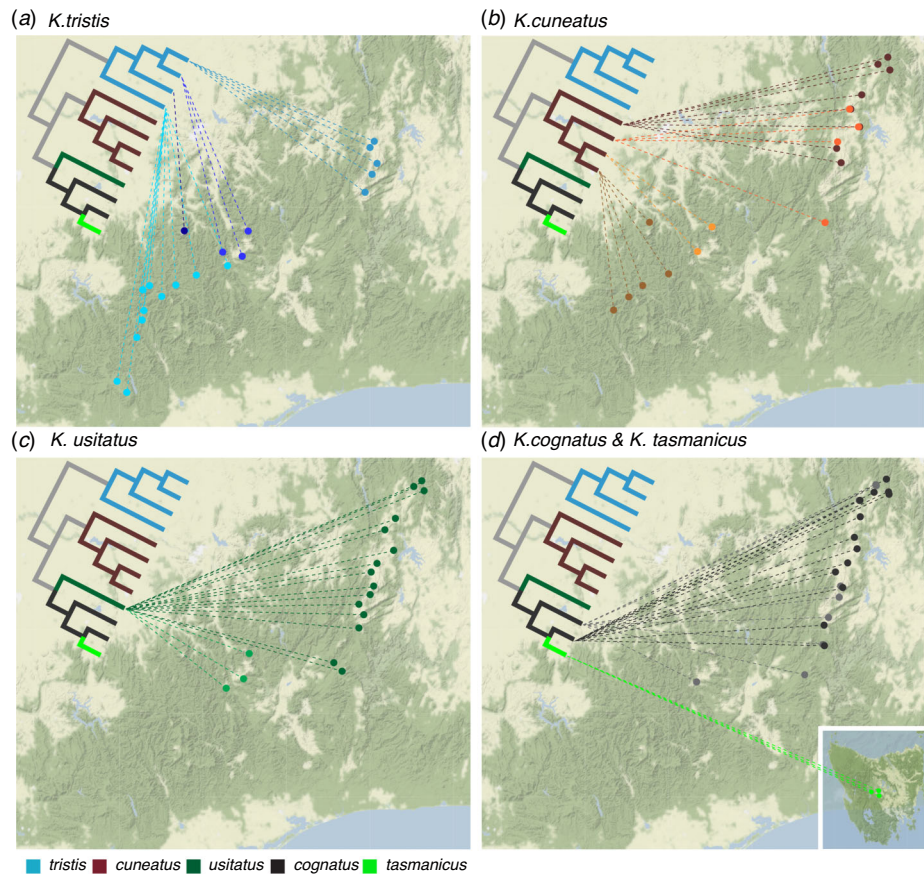 (a) K.tristis
(b) K.cuneatus
(c) K. usitatus
(d) K.cognatus & K. tasmanicus
tristis cuneatus usitatus cognatus tasmanicus